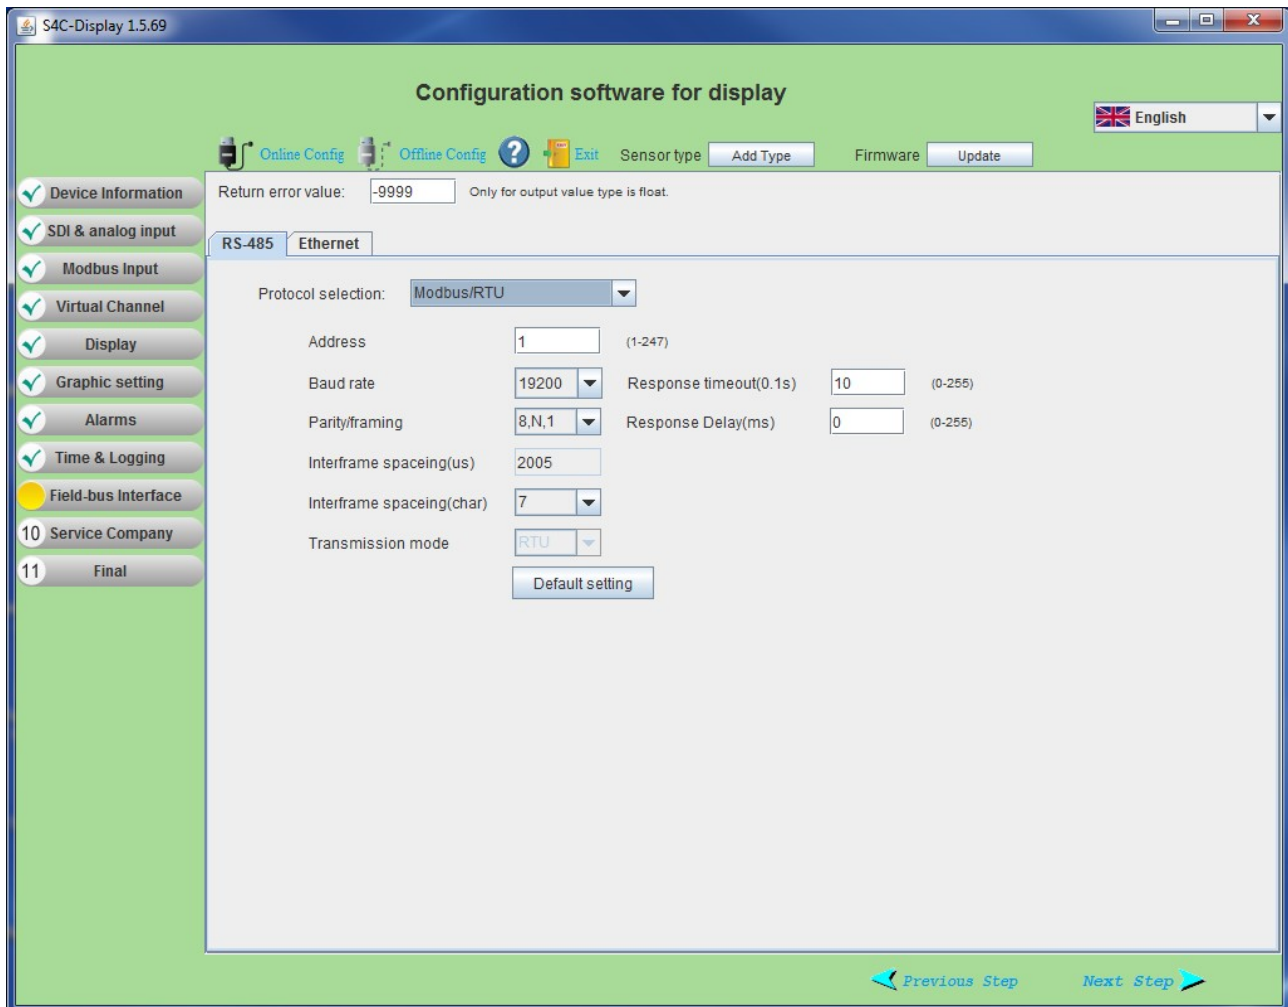 S4C-Display 1.5.69
Configuration software for display
English
Online Config Offline Config ? Exit Sensor type Add Type Firmware Update
Device Information
SDI & analog input
Modbus Input
Virtual Channel
Display
Graphic setting
Alarms
Time & Logging
Field-bus Interface
10 Service Company
11 Final
Return error value: -9999 Only for output value type is float.
RS-485 Ethernet
Protocol selection: Modbus/RTU
Address 1 (1-247)
Baud rate 19200 Response timeout(0.1s) 10 (0-255)
Parity/framing 8,N,1 Response Delay(ms) 0 (0-255)
Interframe spaceing(us) 2005
Interframe spaceing(char) 7
Transmission mode RTU
Default setting
Previous Step Next Step